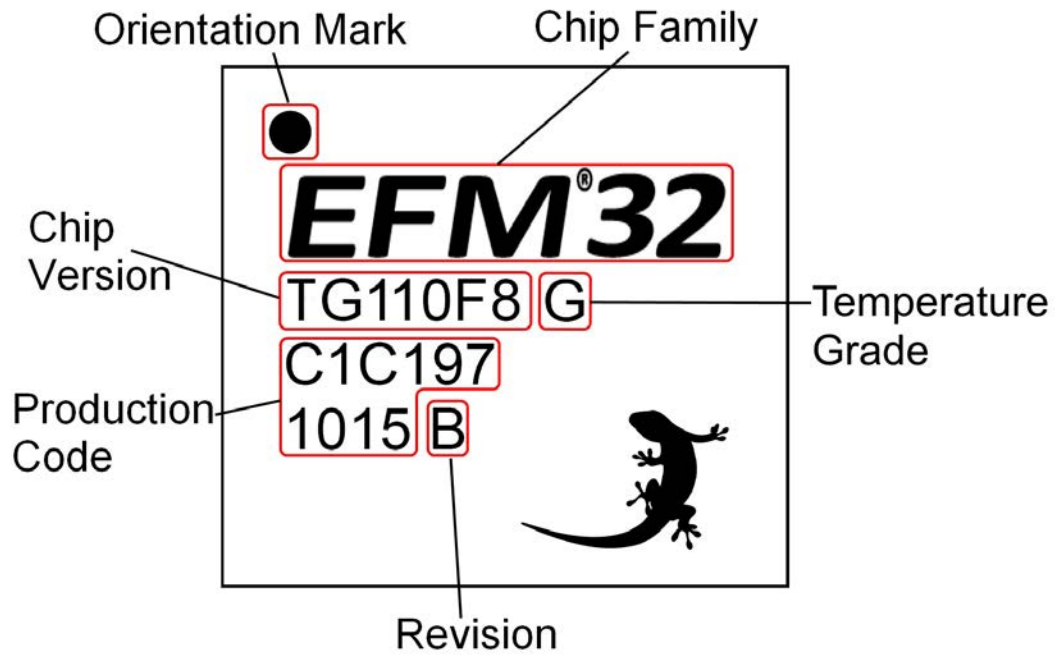 Orientation Mark
Chip Family
EFM®32
Chip
Version
TG110F8 G
Temperature
Grade
C1C197
Production
Code
1015 B
Revision